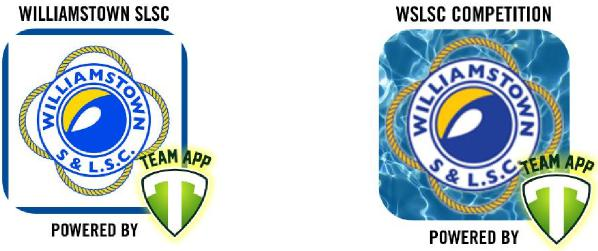 WILLIAMSTOWN SLSC
WILLIAMSTOWN
S & L.S.C.
TEAM APP
T
POWERED BY
WSLSC COMPETITION
WILLIAMSTOWN
S & L.S.C.
TEAM APP
T
POWERED BY